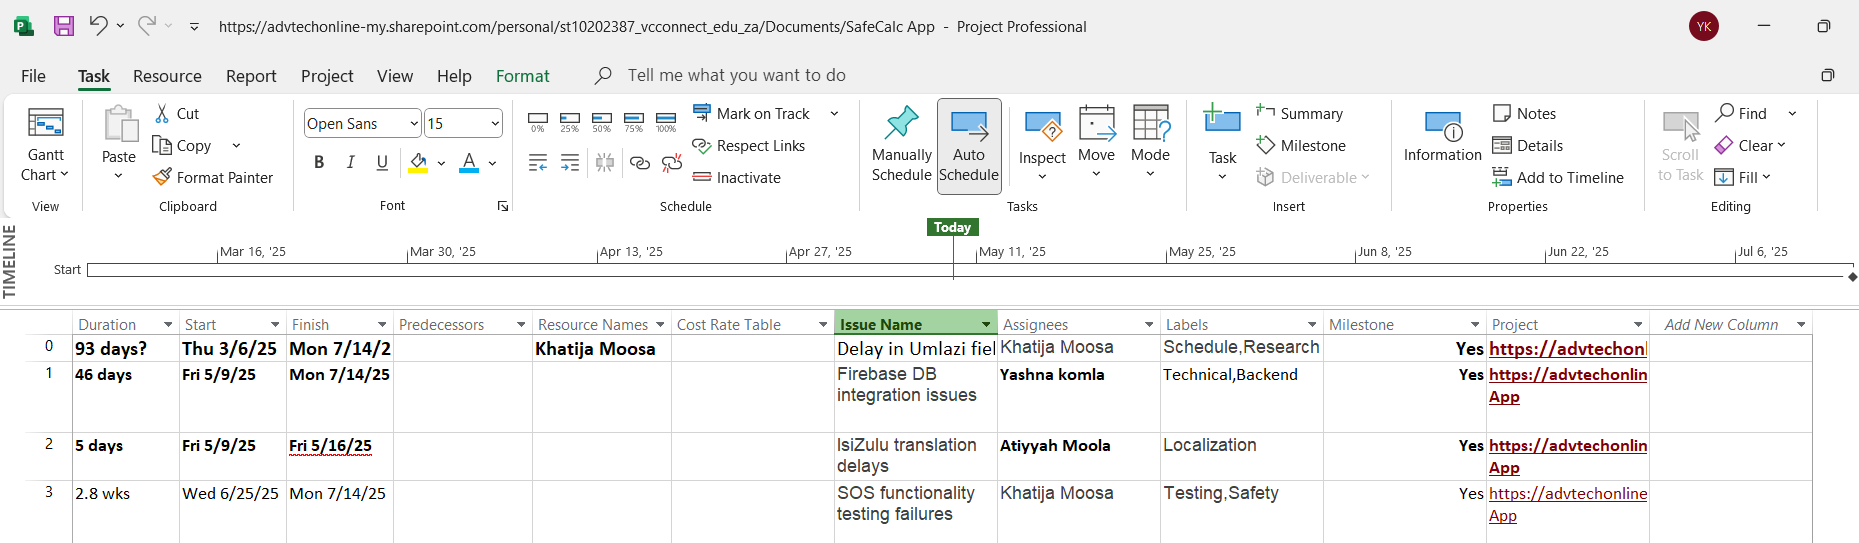 https://advtechonline-my.sharepoint.com/personal/st10202387_vcconnect_edu_za/Documents/SafeCalc App - Project Professional
YK
File Task Resource Report Project View Help Format Tell me what you want to do
Gantt
Chart
View
Paste
Cut
Copy
Format Painter
Clipboard
Open Sans 15
B I U A
Font
0% 25% 50% 75% 100%
Mark on Track
Respect Links
Inactivate
Schedule
Manually
Schedule
Auto
Schedule
Inspect
Move
Mode
Tasks
Task
Summary
Milestone
Deliverable
Insert
Information
Notes
Details
Add to Timeline
Properties
Scroll
to Task
Find
Clear
Fill
Editing
TIMELINE
Today
Mar 16, '25 Mar 30, '25 Apr 13, '25 Apr 27, '25 May 11, '25 May 25, '25 Jun 8, '25 Jun 22, '25 Jul 6, '25
Start
Duration Start Finish Predecessors Resource Names Cost Rate Table Issue Name Assignees Labels Milestone Project Add New Column
0 93 days? Thu 3/6/25 Mon 7/14/2 Khatija Moosa Delay in Umlazi fiel Khatija Moosa Schedule,Research Yes https://advtechonl
1 46 days Fri 5/9/25 Mon 7/14/25 Firebase DB Yashna komla Technical,Backend Yes https://advtechonlin
integration issues App
2 5 days Fri 5/9/25 Fri 5/16/25 IsiZulu translation Atiyyah Moola Localization Yes https://advtechonlin
delays App
3 2.8 wks Wed 6/25/25 Mon 7/14/25 SOS functionality Khatija Moosa Testing,Safety Yes https://advtechonline
testing failures App